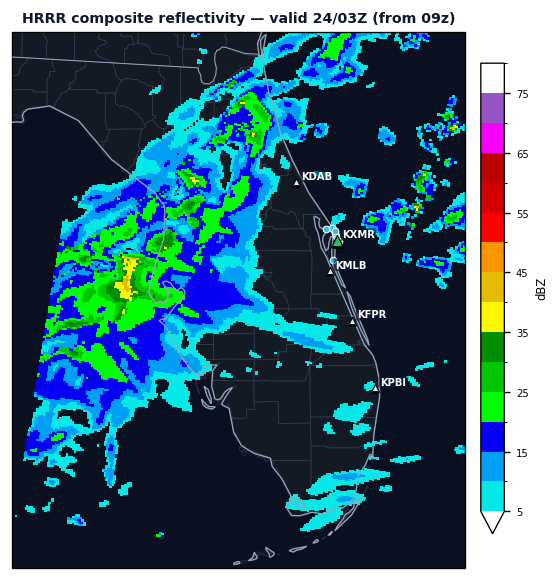 HRRR composite reflectivity — valid 24/03Z (from 09z)
KDAB
KXMR
KMLB
KFPR
KPBI
75
65
55
45
35
25
15
5
dBZ